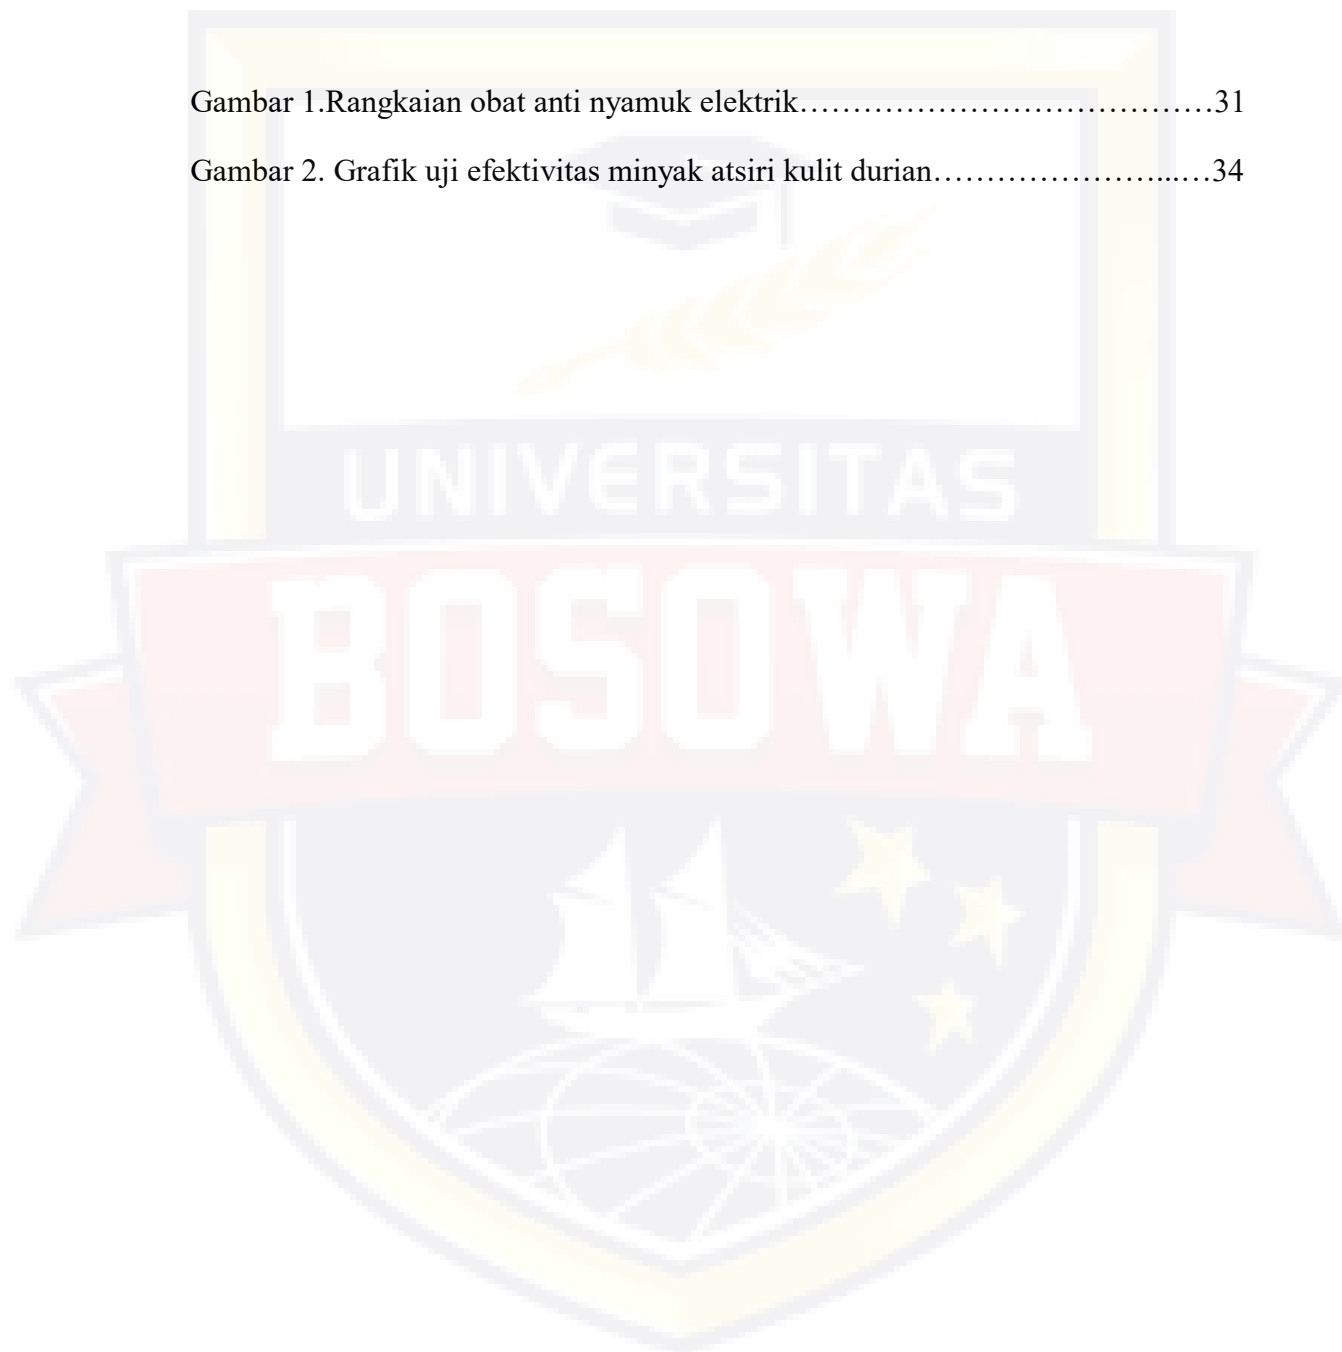 Gambar 1.Rangkaian obat anti nyamuk elektrik…………………………………31
Gambar 2. Grafik uji efektivitas minyak atsiri kulit durian…………………...…34
UNIVERSITAS
BOSOWA